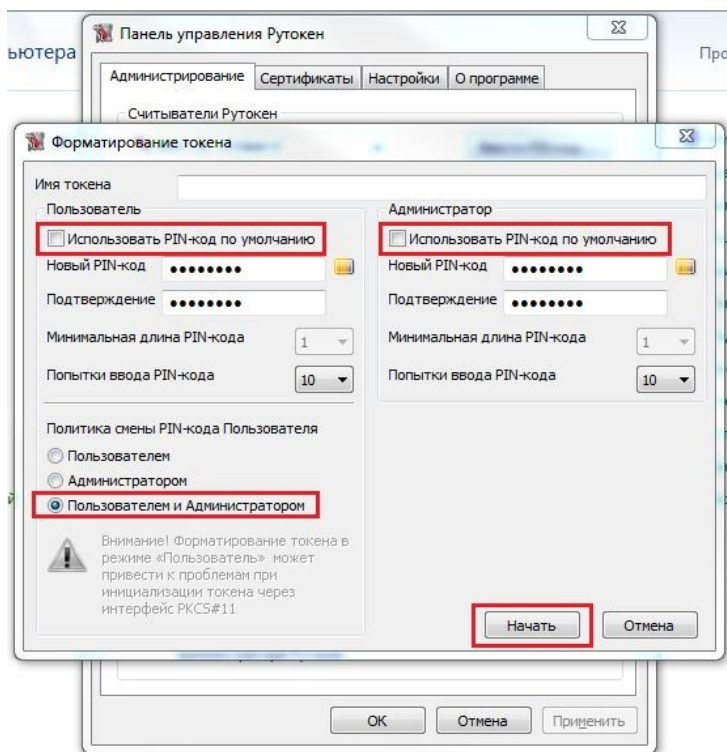 Панель управления Рутокен
ьютера
Про
Администрирование Сертификаты Настройки О программе
Считыватели Рутокен
Форматирование токена
Имя токена
Пользователь
Использовать PIN-код по умолчанию
Новый PIN-код ●●●●●●●●
Подтверждение ●●●●●●●●
Минимальная длина PIN-кода 1
Попытки ввода PIN-кода 10
Политика смены PIN-кода Пользователя
Пользователем
Администратором
Пользователем и Администратором
Внимание! Форматирование токена в
режиме «Пользователь» может
привести к проблемам при
инициализации токена через
интерфейс PKCS#11
Администратор
Использовать PIN-код по умолчанию
Новый PIN-код ●●●●●●●●
Подтверждение ●●●●●●●●
Минимальная длина PIN-кода 1
Попытки ввода PIN-кода 10
Начать Отмена
ОК Отмена Применить